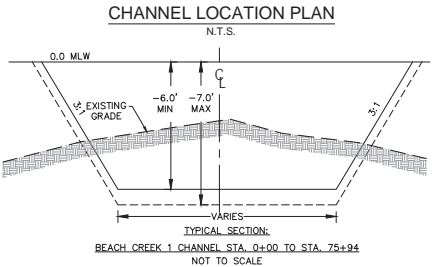 CHANNEL LOCATION PLAN
N.T.S.
0.0 MLW
CL
3:1
EXISTING
GRADE
-6.0'
MIN
-7.0'
MAX
3:1
VARIES
TYPICAL SECTION:
BEACH CREEK 1 CHANNEL STA. 0+00 TO STA. 75+94
NOT TO SCALE